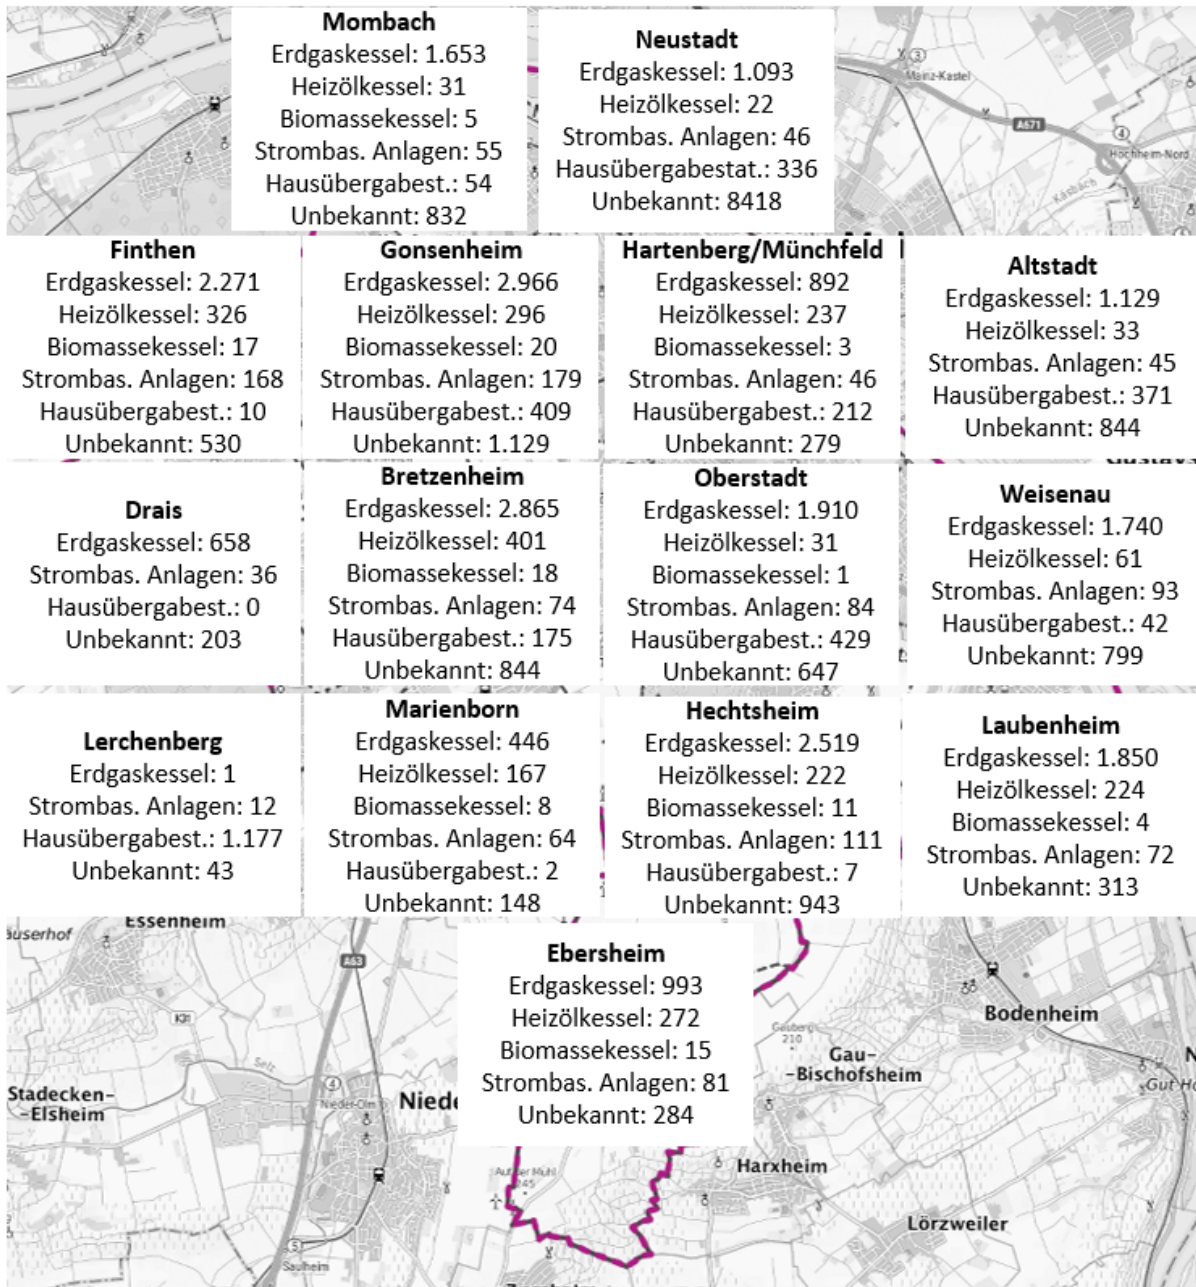 Mombach
Erdgaskessel: 1.653
Heizölkessel: 31
Biomassekessel: 5
Strombas. Anlagen: 55
Hausübergabest.: 54
Unbekannt: 832
Neustadt
Erdgaskessel: 1.093
Heizölkessel: 22
Strombas. Anlagen: 46
Hausübergabestat.: 336
Unbekannt: 8418
3
Mainz-Kastel
A671
4
Hochheim-Nord
Käsbach
Finthen
Erdgaskessel: 2.271
Heizölkessel: 326
Biomassekessel: 17
Strombas. Anlagen: 168
Hausübergabest.: 10
Unbekannt: 530
Gonsenheim
Erdgaskessel: 2.966
Heizölkessel: 296
Biomassekessel: 20
Strombas. Anlagen: 179
Hausübergabest.: 409
Unbekannt: 1.129
Hartenberg/Münchfeld
Erdgaskessel: 892
Heizölkessel: 237
Biomassekessel: 3
Strombas. Anlagen: 46
Hausübergabest.: 212
Unbekannt: 279
Altstadt
Erdgaskessel: 1.129
Heizölkessel: 33
Strombas. Anlagen: 45
Hausübergabest.: 371
Unbekannt: 844
Drais
Erdgaskessel: 658
Strombas. Anlagen: 36
Hausübergabest.: 0
Unbekannt: 203
Bretzenheim
Erdgaskessel: 2.865
Heizölkessel: 401
Biomassekessel: 18
Strombas. Anlagen: 74
Hausübergabest.: 175
Unbekannt: 844
Oberstadt
Erdgaskessel: 1.910
Heizölkessel: 31
Biomassekessel: 1
Strombas. Anlagen: 84
Hausübergabest.: 429
Unbekannt: 647
Weisenau
Erdgaskessel: 1.740
Heizölkessel: 61
Strombas. Anlagen: 93
Hausübergabest.: 42
Unbekannt: 799
Lerchenberg
Erdgaskessel: 1
Strombas. Anlagen: 12
Hausübergabest.: 1.177
Unbekannt: 43
Marienborn
Erdgaskessel: 446
Heizölkessel: 167
Biomassekessel: 8
Strombas. Anlagen: 64
Hausübergabest.: 2
Unbekannt: 148
Hechtsheim
Erdgaskessel: 2.519
Heizölkessel: 222
Biomassekessel: 11
Strombas. Anlagen: 111
Hausübergabest.: 7
Unbekannt: 943
Laubenheim
Erdgaskessel: 1.850
Heizölkessel: 224
Biomassekessel: 4
Strombas. Anlagen: 72
Unbekannt: 313
Ebersheim
Erdgaskessel: 993
Heizölkessel: 272
Biomassekessel: 15
Strombas. Anlagen: 81
Unbekannt: 284
Essenheim
äuserhof
A63
Bodenheim
Gauberg
210
Gau-
-Bischofsheim
Selz
Stadecken-
-Elsheim
4
Nieder-Olm
Niede
Harxheim
Lörzweiler
5
Saulheim